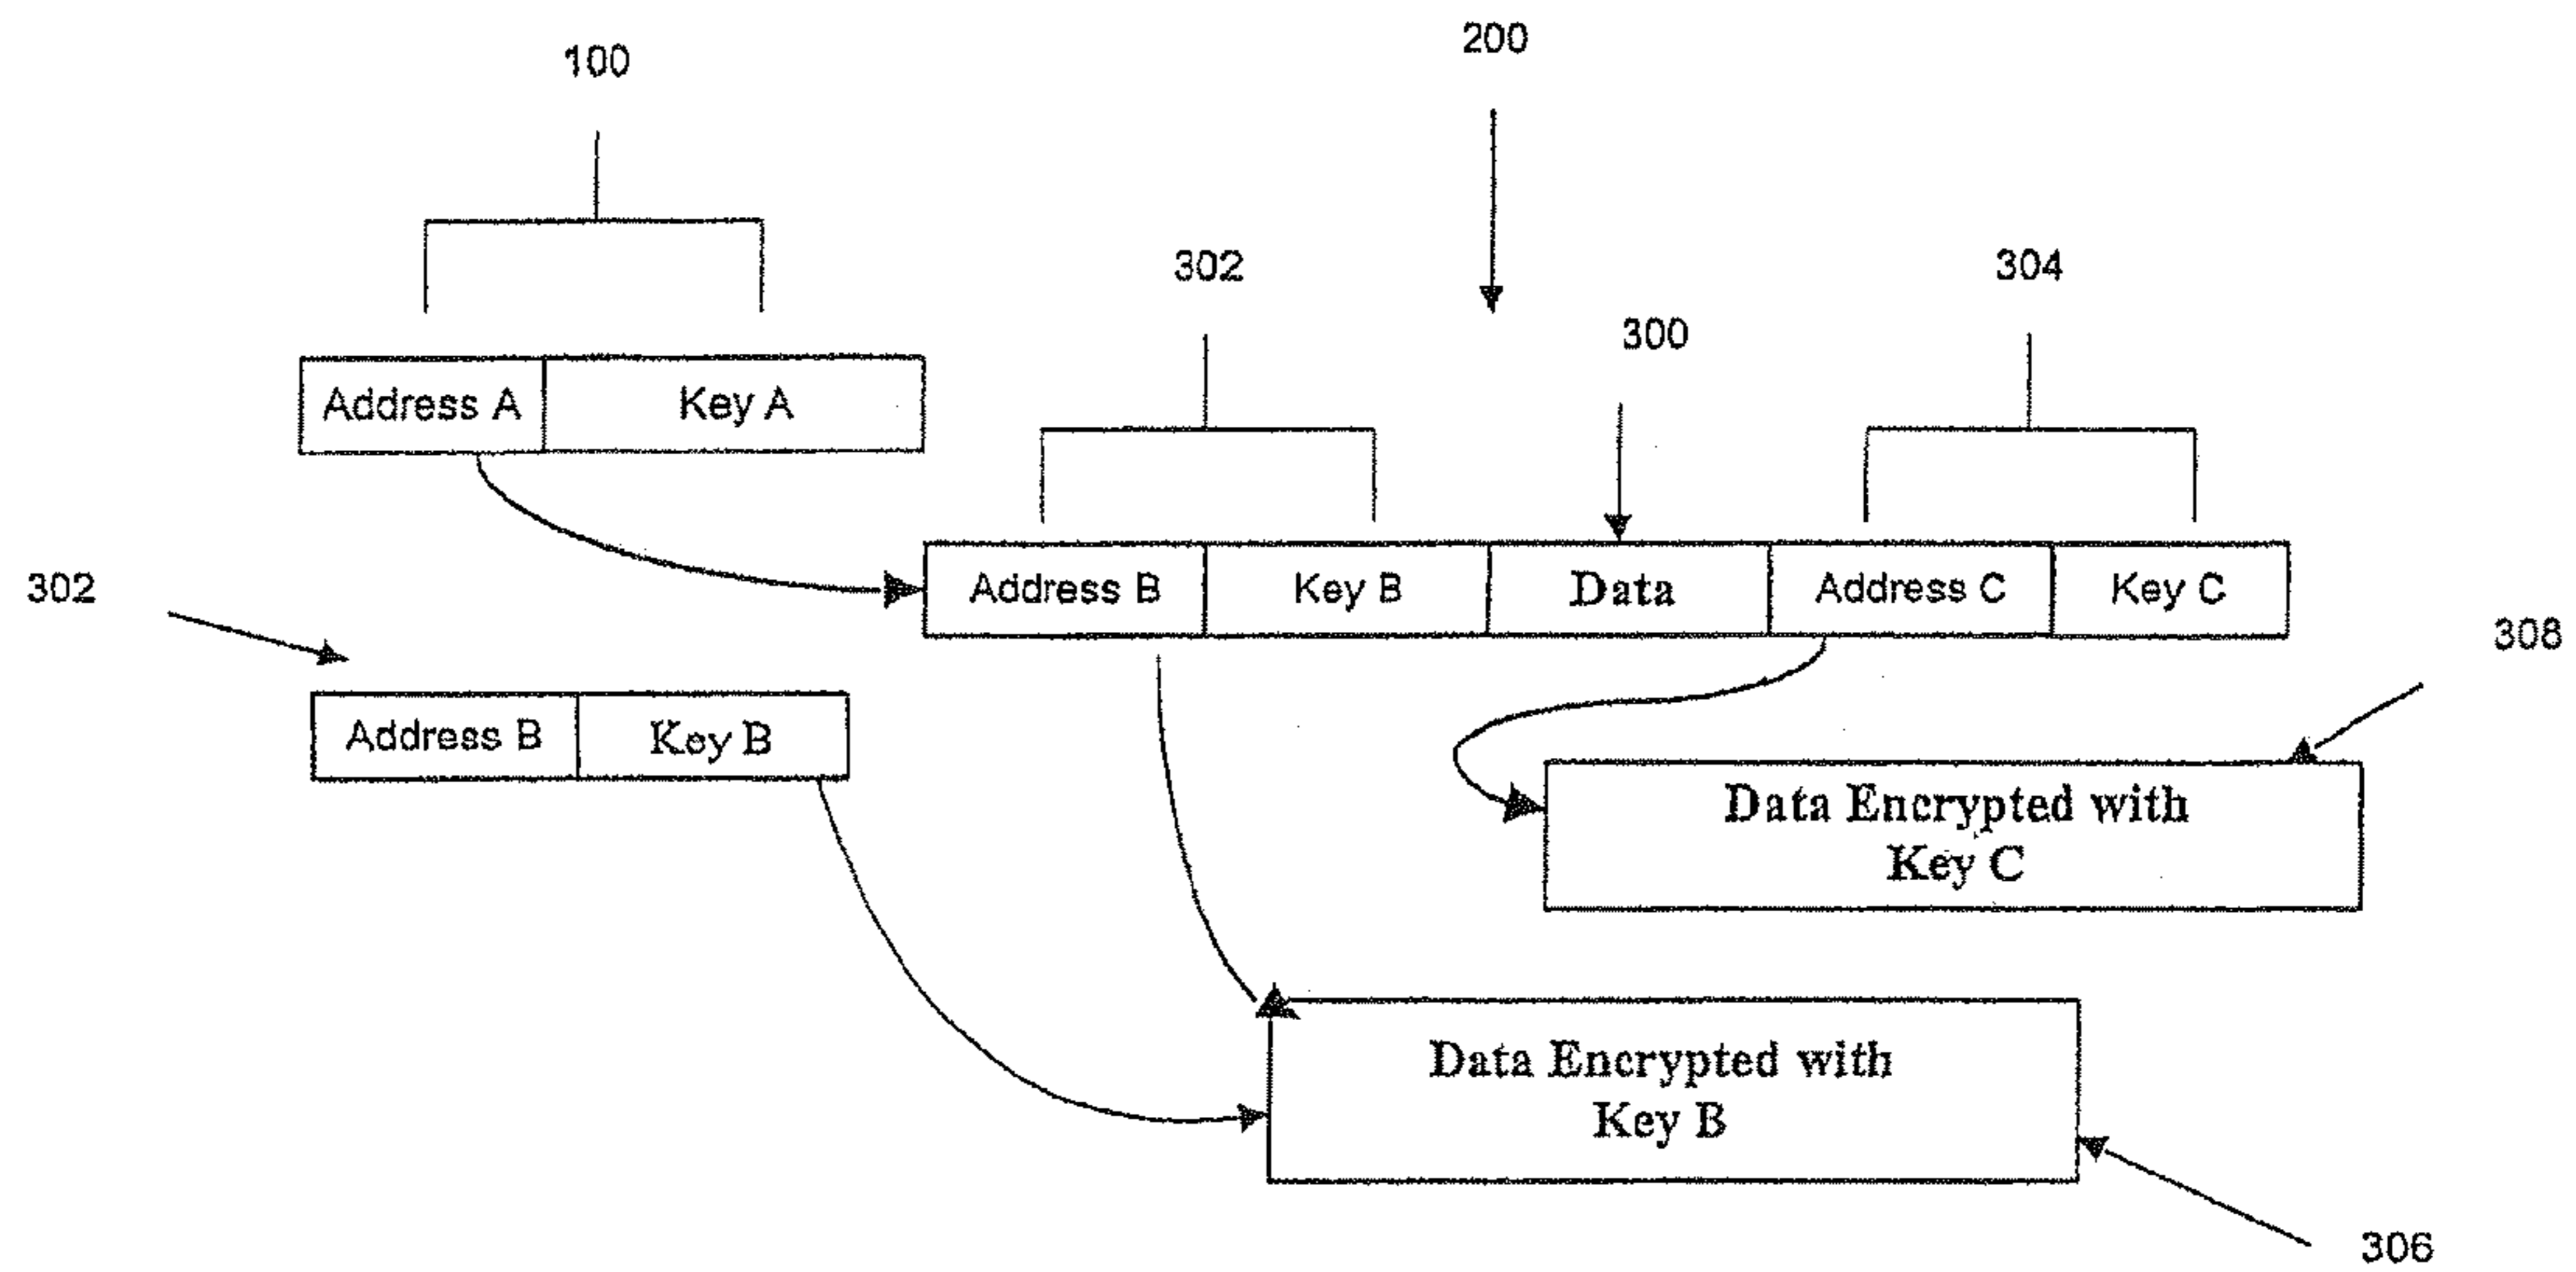 100
200
302
304
300
Address A
Key A
Address B
Key B
Data
Address C
Key C
302
308
Address B
Key B
Data Encrypted with
Key C
Data Encrypted with
Key B
306